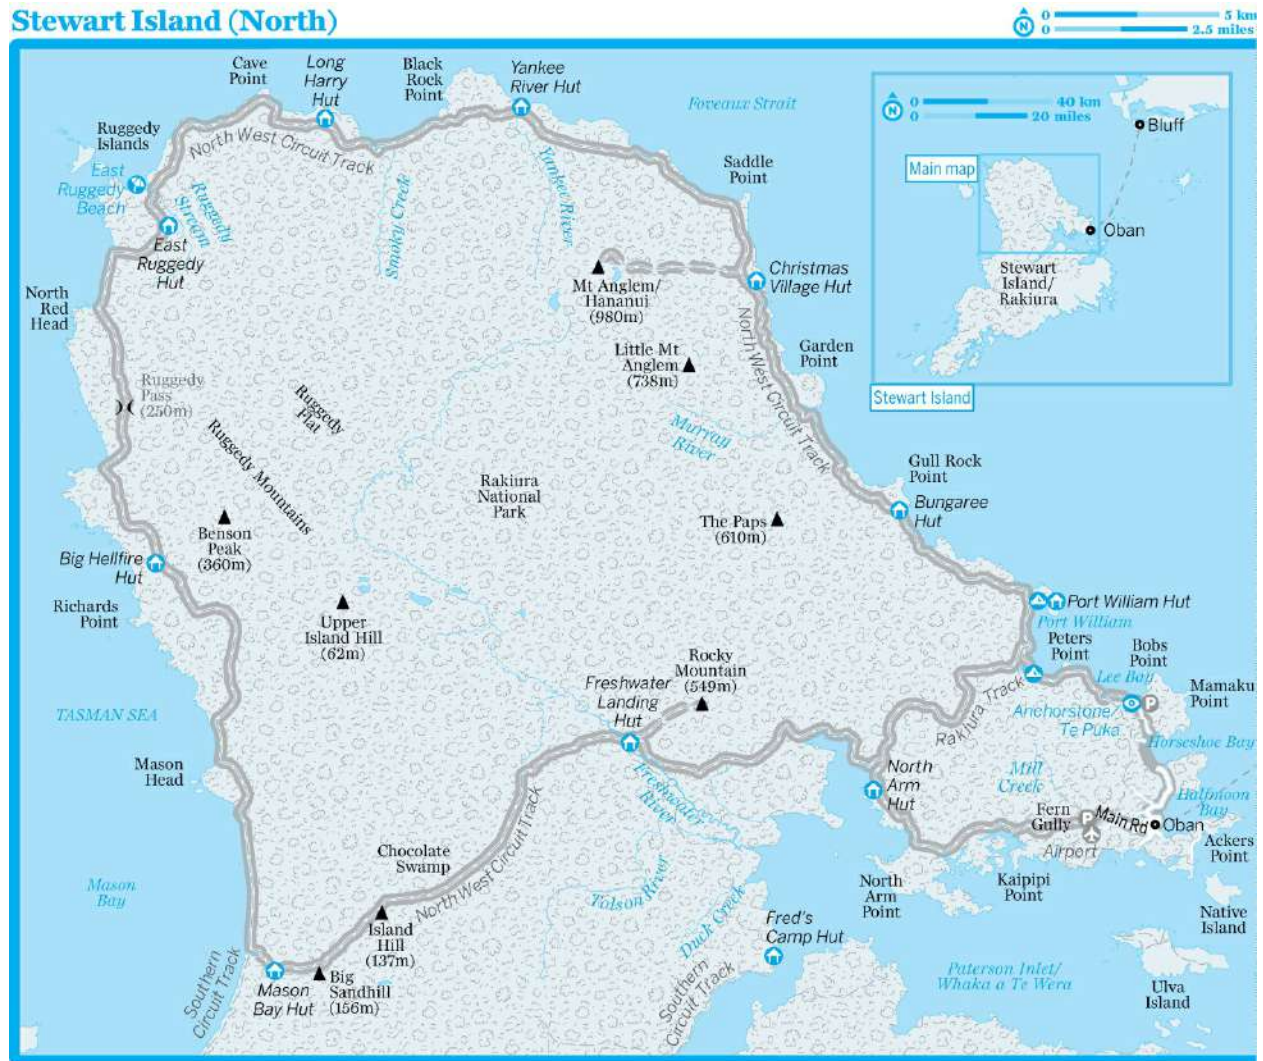 Stewart Island (North)
0 5 km
0 2.5 miles
N
Cave
Point
Long
Harry
Hut
Black
Rock
Point
Yankee
River Hut
Foveaux Strait
N
0 40 km
0 20 miles
Bluff
Main map
Oban
Stewart
Island/
Rakiura
Stewart Island
Ruggedy
Islands
East
Ruggedy
Beach
North West Circuit Track
Ruggedy
Stream
Smoky Creek
Yankee River
Saddle
Point
East
Ruggedy
Hut
Mt Anglem/
Hananui
(980m)
Christmas
Village Hut
North
Red
Head
Little Mt
Anglem
(738m)
North West Circuit Track
Garden
Point
Ruggedy
Pass
(250m)
Ruggedy
Flat
Ruggedy Mountains
Murray
River
Rakiura
National
Park
Gull Rock
Point
Bungaree
Hut
Benson
Peak
(360m)
The Paps
(610m)
Big Hellfire
Hut
Richards
Point
Upper
Island Hill
(62m)
Port William Hut
Port William
Peters
Point
Bobs
Point
Lee Bay
Mamaku
Point
Rocky
Mountain
(549m)
Freshwater
Landing
Hut
Rakiura Track
Anchorstone/
Te Puka
P
Horseshoe Bay
TASMAN SEA
Mason
Head
Freshwater
River
North
Arm
Hut
Mill
Creek
Halfmoon
Bay
Fern
Gully
P
Main Rd
Oban
Airport
Ackers
Point
Chocolate
Swamp
North West Circuit Track
Mason
Bay
Tolson River
Duck Creek
North
Arm
Point
Kaipipi
Point
Native
Island
Island
Hill
(137m)
Fred's
Camp Hut
Southern
Circuit Track
Mason
Bay Hut
Big
Sandhill
(156m)
Southern
Circuit Track
Paterson Inlet/
Whaka a Te Wera
Ulva
Island